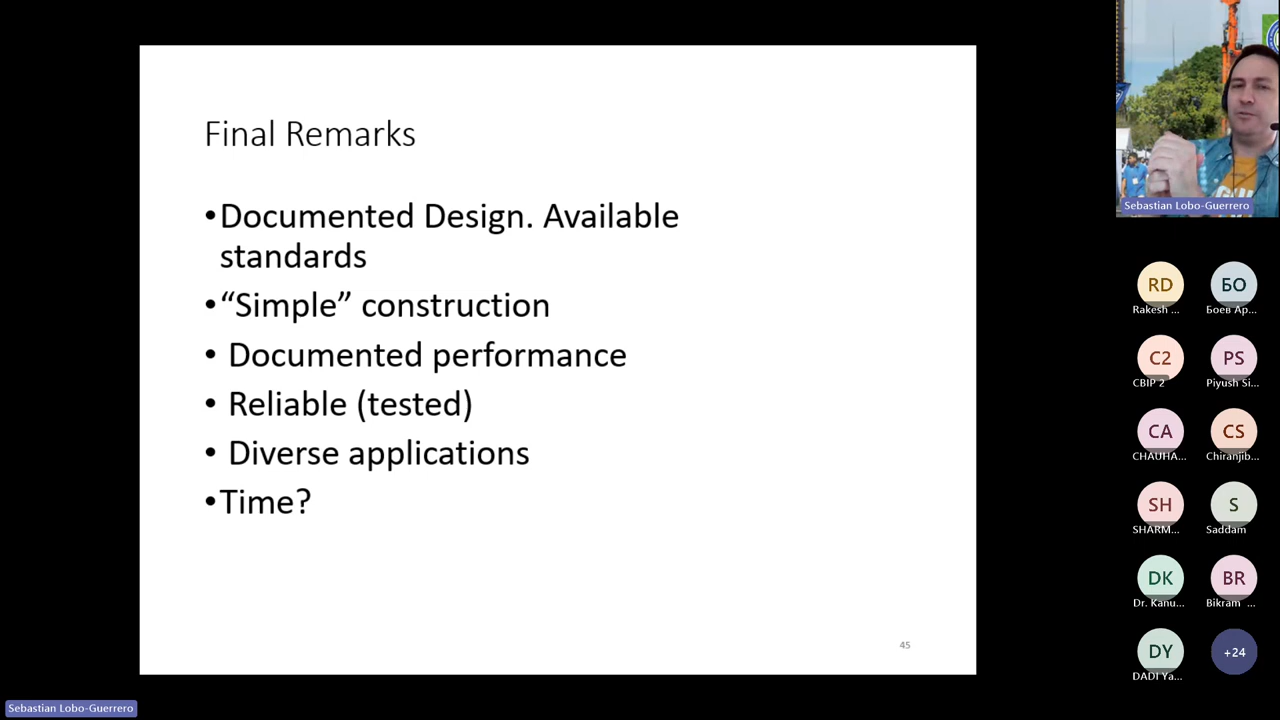 Final Remarks
•Documented Design. Available
standards
•“Simple” construction
• Documented performance
• Reliable (tested)
• Diverse applications
•Time?
45
Sebastian Lobo-Guerrero
RD
Rakesh ...
БО
Боев Ар...
C2
CBIP 2
PS
Piyush Si...
CA
CHAUHA...
CS
Chiranjib...
SH
SHARM...
S
Saddam
DK
Dr. Kanu...
BR
Bikram ...
DY
DADI Ya...
+24
Sebastian Lobo-Guerrero